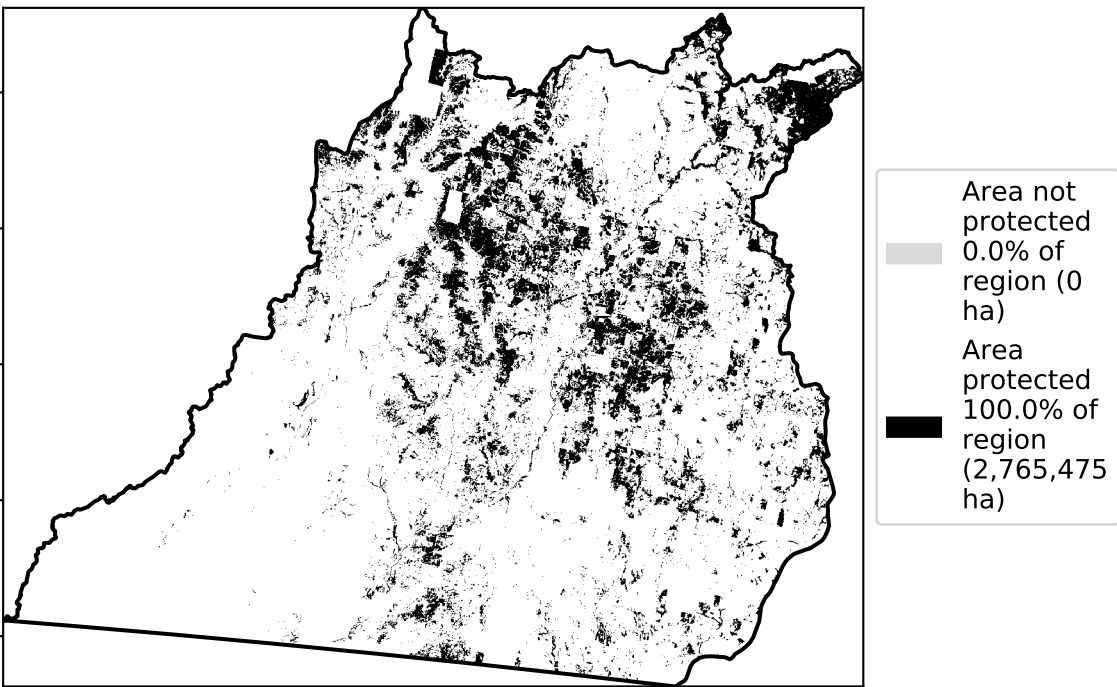 Area not
protected
0.0% of
region (0
ha)
Area
protected
100.0% of
region
(2,765,475
ha)